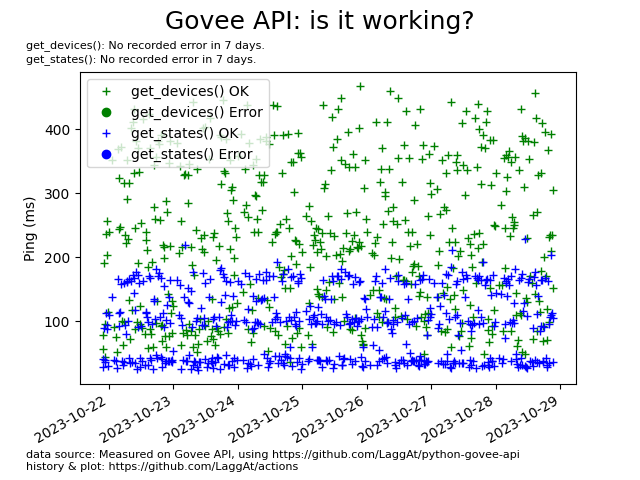 Govee API: is it working?
get_devices(): No recorded error in 7 days.
get_states(): No recorded error in 7 days.
get_devices() OK
get_devices() Error
get_states() OK
get_states() Error
Ping (ms)
400
300
200
100
2023-10-22
2023-10-23
2023-10-24
2023-10-25
2023-10-26
2023-10-27
2023-10-28
2023-10-29
data source: Measured on Govee API, using https://github.com/LaggAt/python-govee-api
history & plot: https://github.com/LaggAt/actions